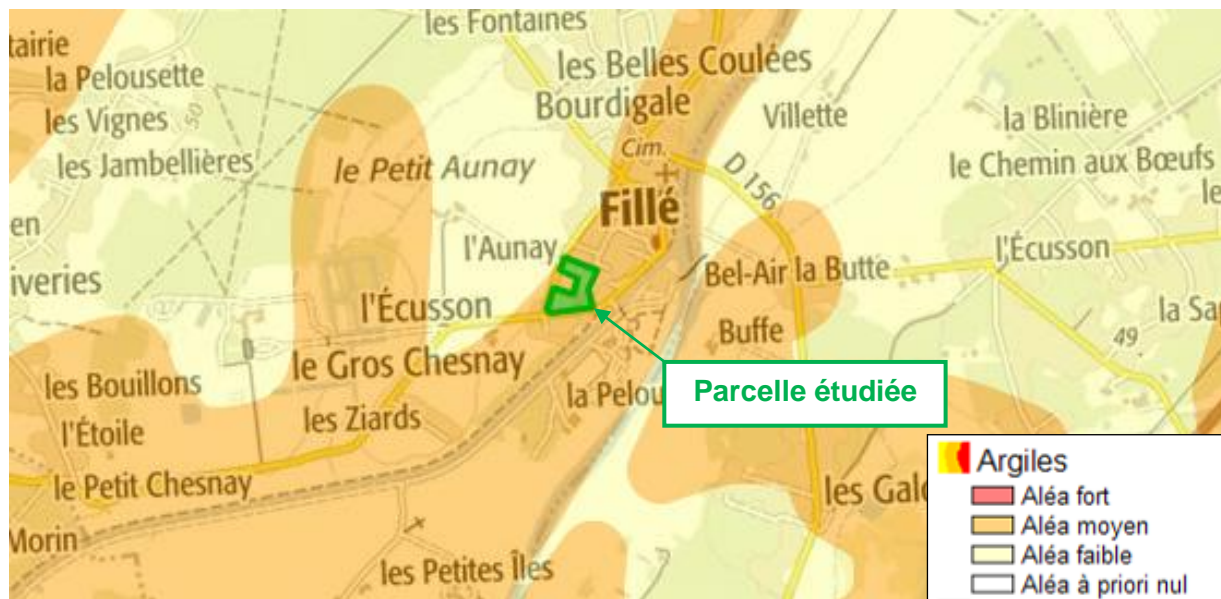 les Fontaines
tairie
la Pelousette
les Belles Coulées
Bourdigale
les Vignes
50
Villette
la Blinière
les Jambellières
le Petit Aunay
Cim.
D 156
le Chemin aux Bœufs
le
Fillé
en
l'Aunay
l'Écusson
Bel-Air
la Butte
iveries
l'Écusson
la Sa
49
Buffe
le Gros Chesnay
les Bouillons
la Pelou
Parcelle étudiée
les Ziards
l'Étoile
le Petit Chesnay
les Galo
Morin
les Petites Îles
Argiles
Aléa fort
Aléa moyen
Aléa faible
Aléa à priori nul